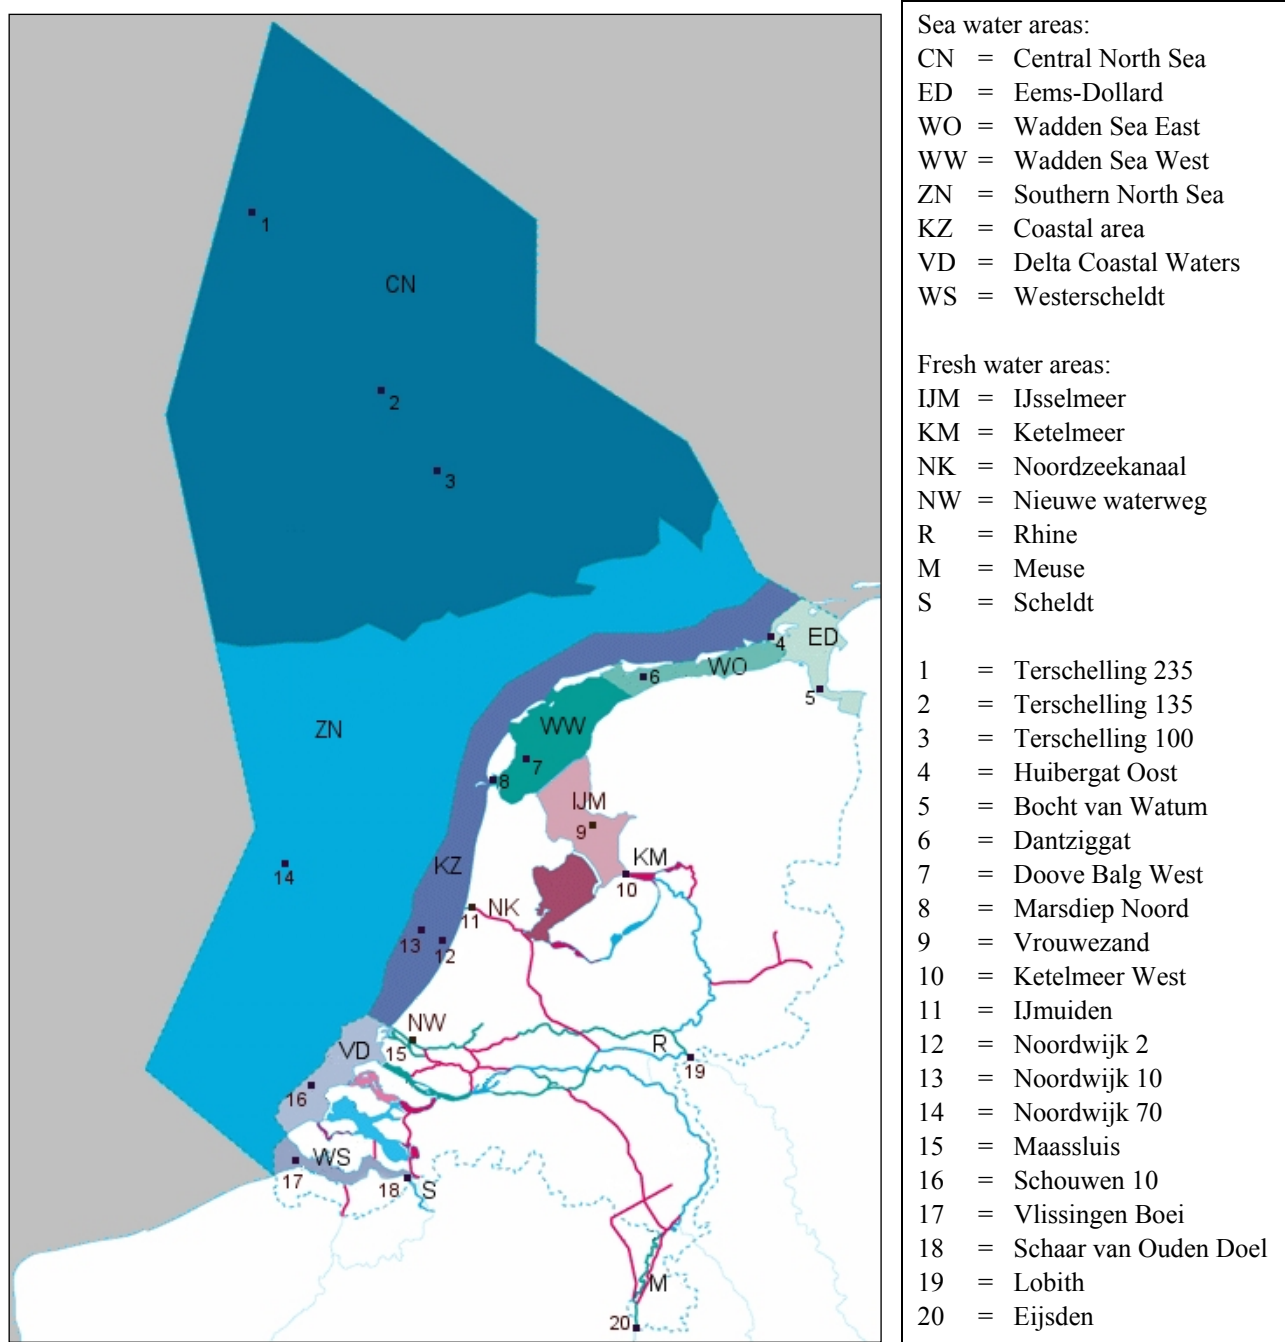 1
CN
2
3
4
ED
WO
6
5
ZN
WW
7
8
IJM
9
KZ
KM
14
10
NK
11
13
12
NW
VD
15
R
19
16
WS
17
18
S
M
20
Sea water areas:
CN = Central North Sea
ED = Eems-Dollard
WO = Wadden Sea East
WW = Wadden Sea West
ZN = Southern North Sea
KZ = Coastal area
VD = Delta Coastal Waters
WS = Westerscheldt
Fresh water areas:
IJM = IJsselmeer
KM = Ketelmeer
NK = Noordzeekanaal
NW = Nieuwe waterweg
R = Rhine
M = Meuse
S = Scheldt
1 = Terschelling 235
2 = Terschelling 135
3 = Terschelling 100
4 = Huibergat Oost
5 = Bocht van Watum
6 = Dantziggat
7 = Doove Balg West
8 = Marsdiep Noord
9 = Vrouwezand
10 = Ketelmeer West
11 = IJmuiden
12 = Noordwijk 2
13 = Noordwijk 10
14 = Noordwijk 70
15 = Maassluis
16 = Schouwen 10
17 = Vlissingen Boei
18 = Schaar van Ouden Doel
19 = Lobith
20 = Eijsden